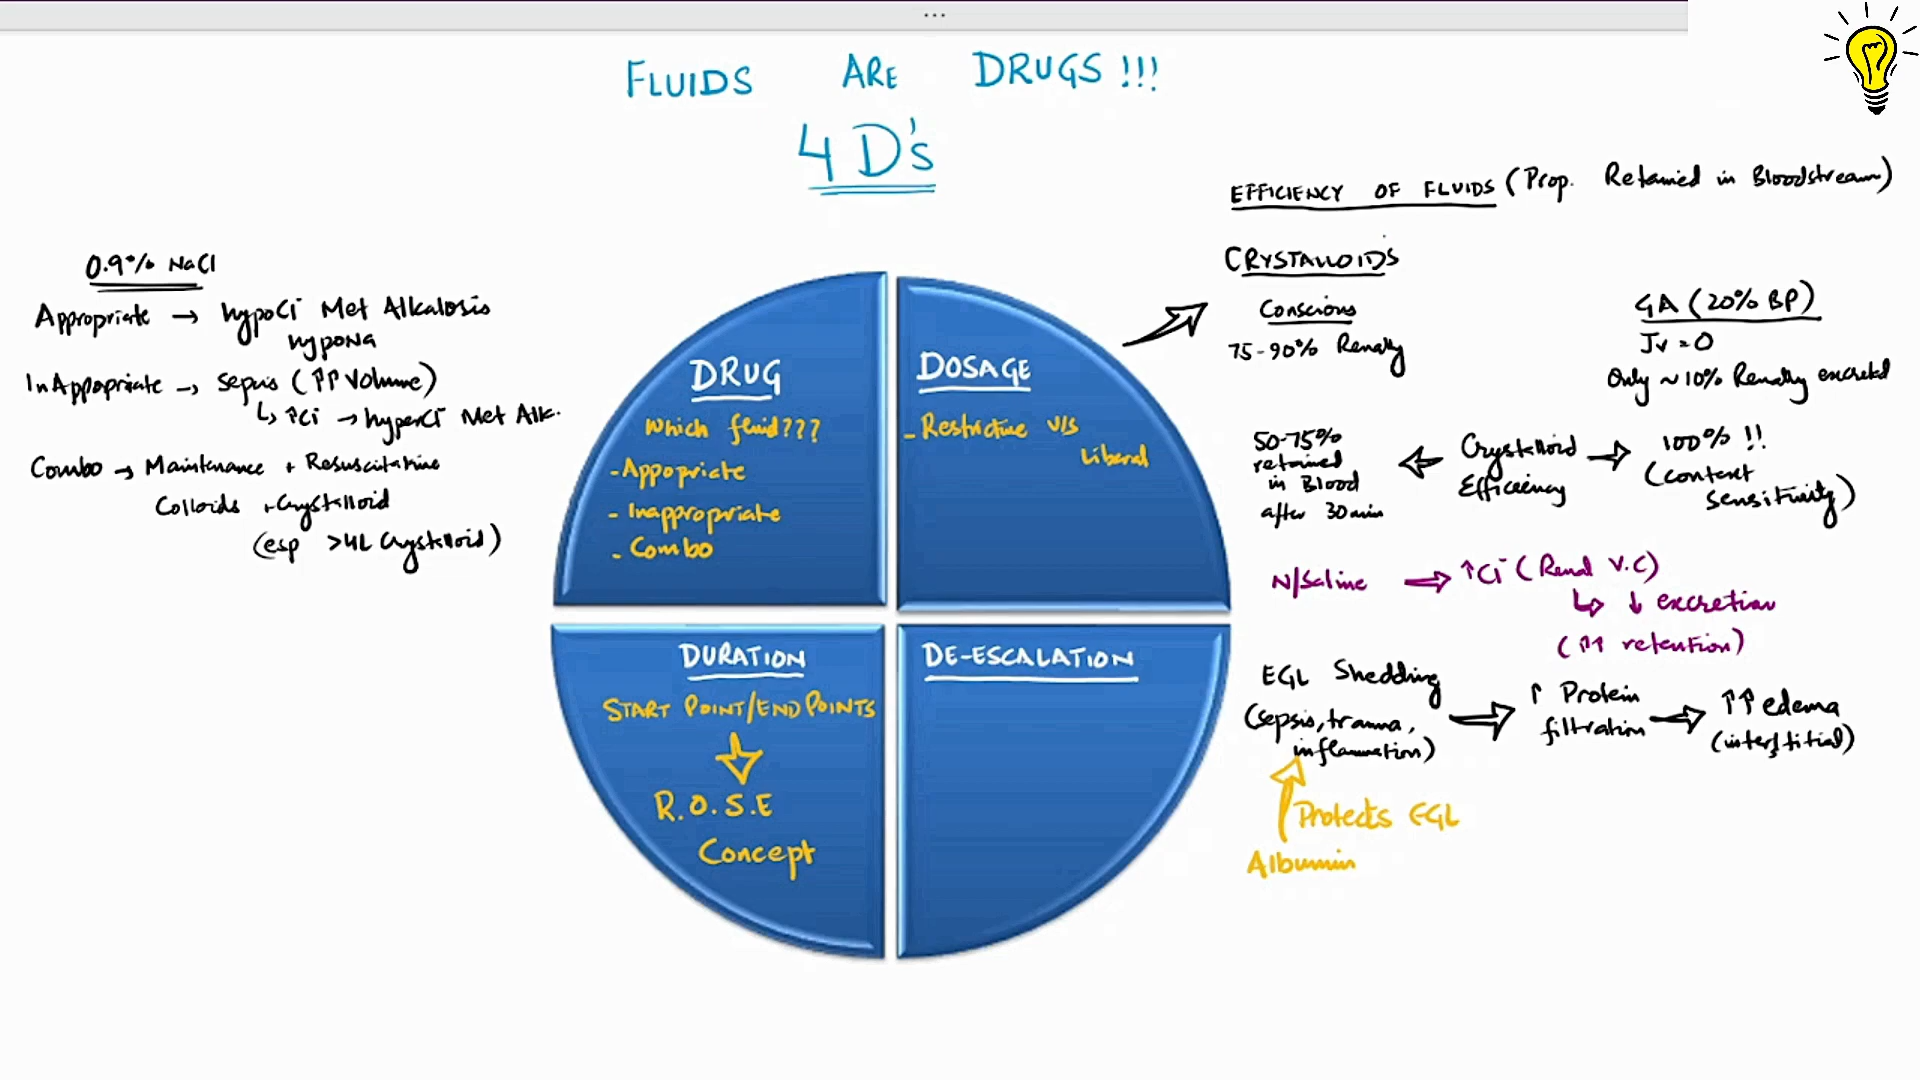 FLUIDS ARE DRUGS!!!
4 D's
0.9% NaCl
Appropriate → hypoCl⁻ Met Alkalosis
hypoNa
InAppopriate → Sepsis (↑↑ Volume)
↳ ↑Cl⁻ → hyperCl⁻ Met Alk.
Combo → Maintenance + Resuscitative
Colloids + Crystalloid
(esp >4L Crystalloid)
DRUG
Which fluid???
- Appopriate
- Inappropriate
- Combo
DOSAGE
- Restrictive v/s
Liberal
DURATION
START POINT/END POINTS
R.O.S.E
Concept
DE-ESCALATION
EFFICIENCY OF FLUIDS (Prop. Retained in Bloodstream)
CRYSTALLOIDS
Conscious
75-90% Renally
GA (20% BP)
Jv = 0
Only ~10% Renally excreted
50-75%
retained
in Blood
after 30min
← Crystalloid →
Efficiency
100% !!
(context
sensitivity)
N/Saline → ↑Cl⁻ (Renal V.C)
↳ ↓ excretion
(↑↑ retention)
EGL Shedding
(sepsis, trauma,
inflammation)
→ ↑ Protein
filtration
→ ↑↑ edema
(interstitial)
Protects EGL
Albumin